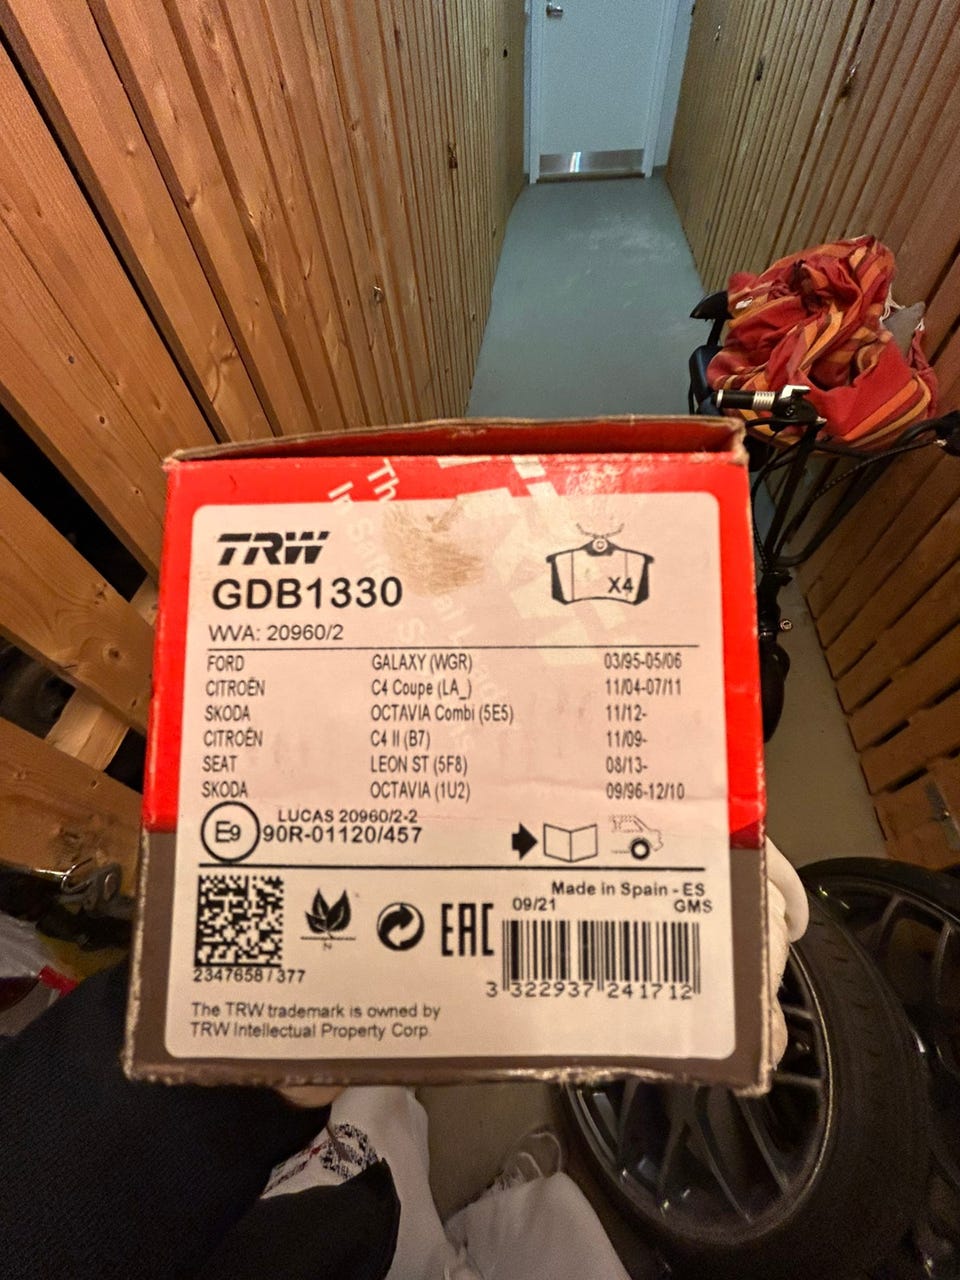 TRW
GDB1330
X4
WVA: 20960/2
FORD GALAXY (WGR) 03/95-05/06
CITROËN C4 Coupe (LA_) 11/04-07/11
SKODA OCTAVIA Combi (5E5) 11/12-
CITROËN C4 II (B7) 11/09-
SEAT LEON ST (5F8) 08/13-
SKODA OCTAVIA (1U2) 09/96-12/10
LUCAS 20960/2-2
E9 90R-01120/457
Made in Spain - ES
09/21 GMS
N
EAC
2347658/377
3 322937 241712
The TRW trademark is owned by
TRW Intellectual Property Corp.